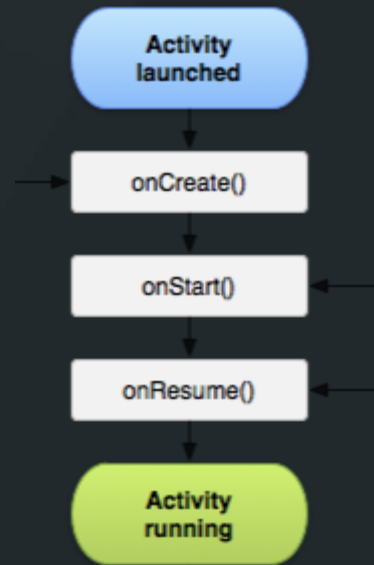 Activity
launched
onCreate()
onStart()
onResume()
Activity
running